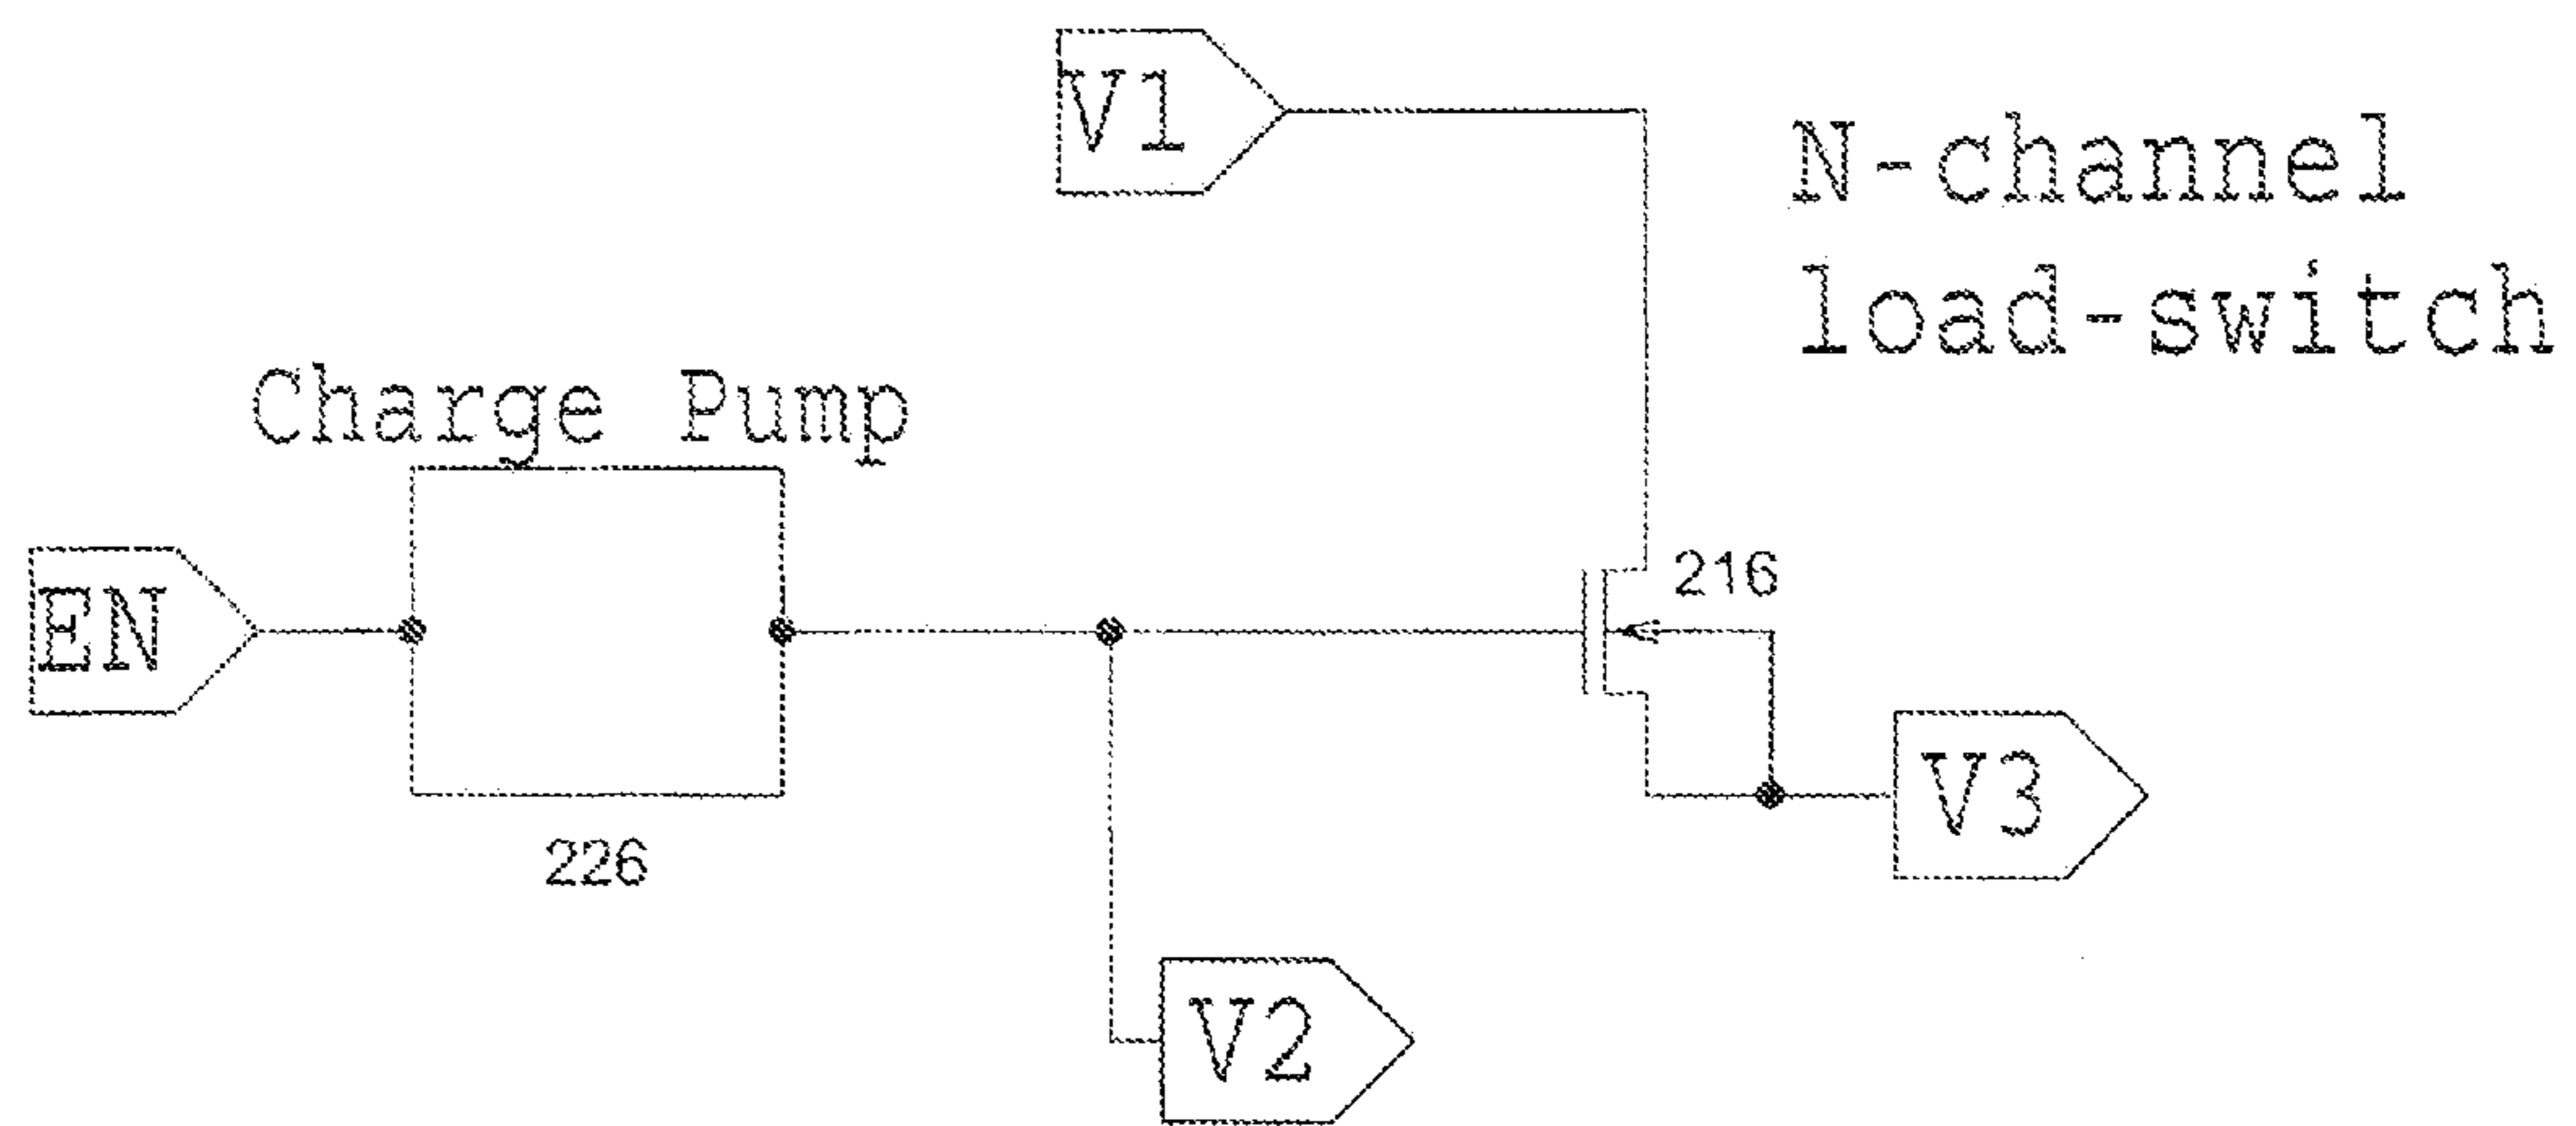 V1
N-channel
load-switch
Charge Pump
216
EN
V3
226
V2